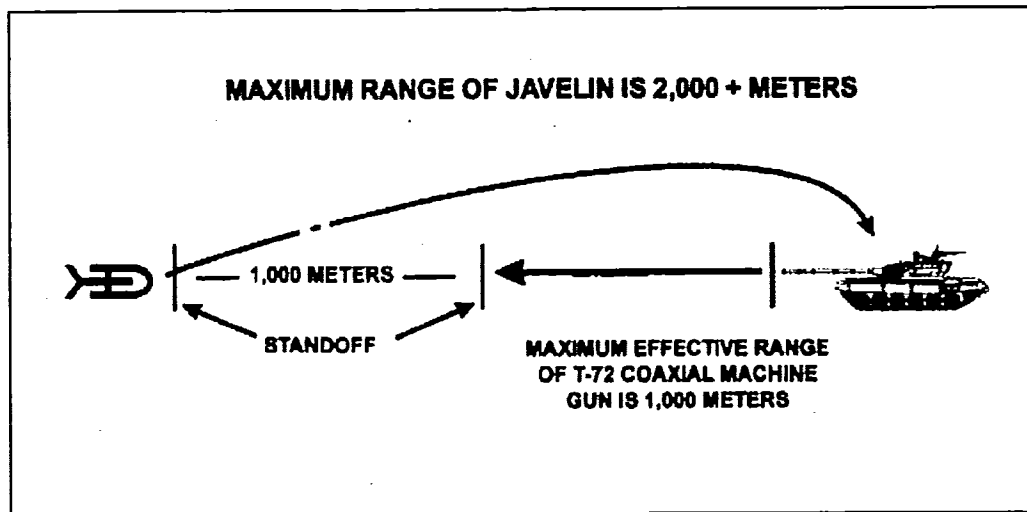 MAXIMUM RANGE OF JAVELIN IS 2,000 + METERS
1,000 METERS
STANDOFF
MAXIMUM EFFECTIVE RANGE
OF T-72 COAXIAL MACHINE
GUN IS 1,000 METERS